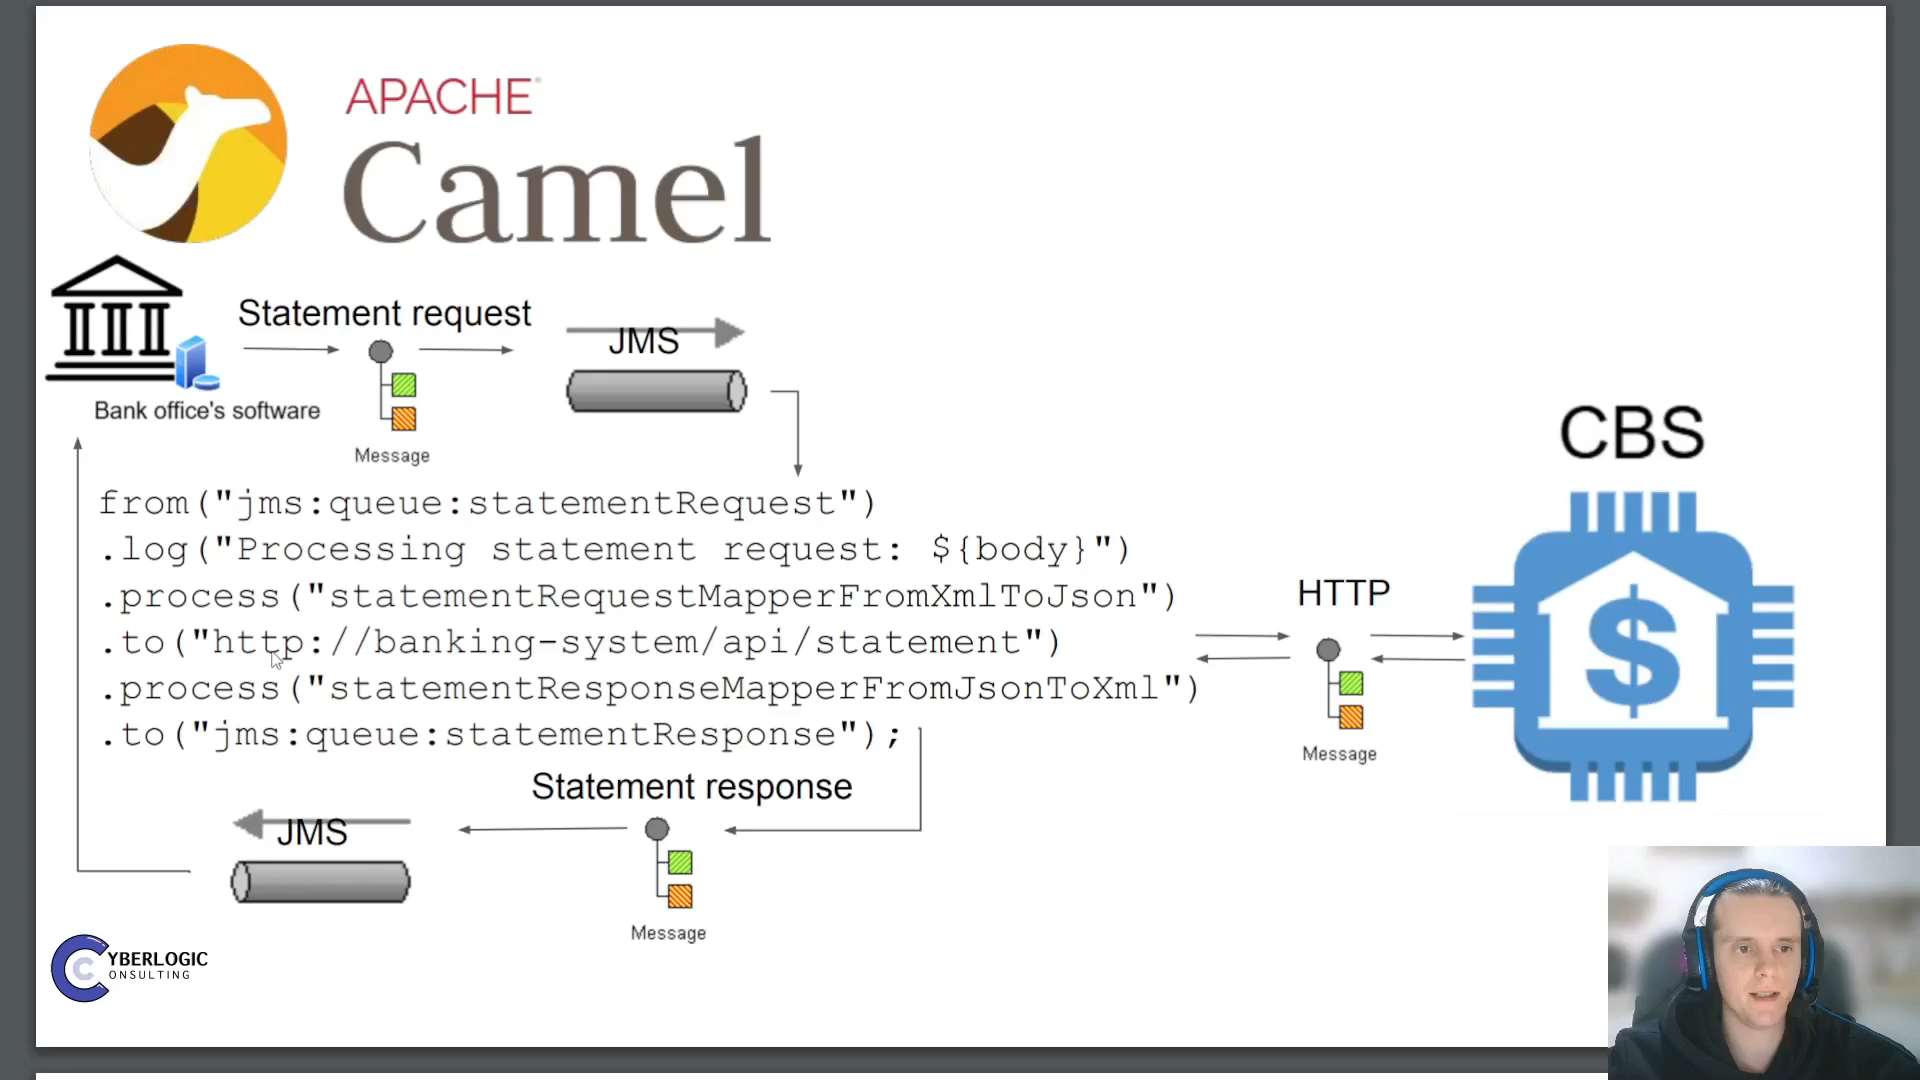 APACHE
Camel
Statement request
JMS
Bank office's software
Message
CBS
from("jms:queue:statementRequest")
.log("Processing statement request: ${body}")
.process("statementRequestMapperFromXmlToJson")
.to("http://banking-system/api/statement")
.process("statementResponseMapperFromJsonToXml")
.to("jms:queue:statementResponse");
HTTP
Message
Statement response
JMS
Message
CYBERLOGIC
CONSULTING